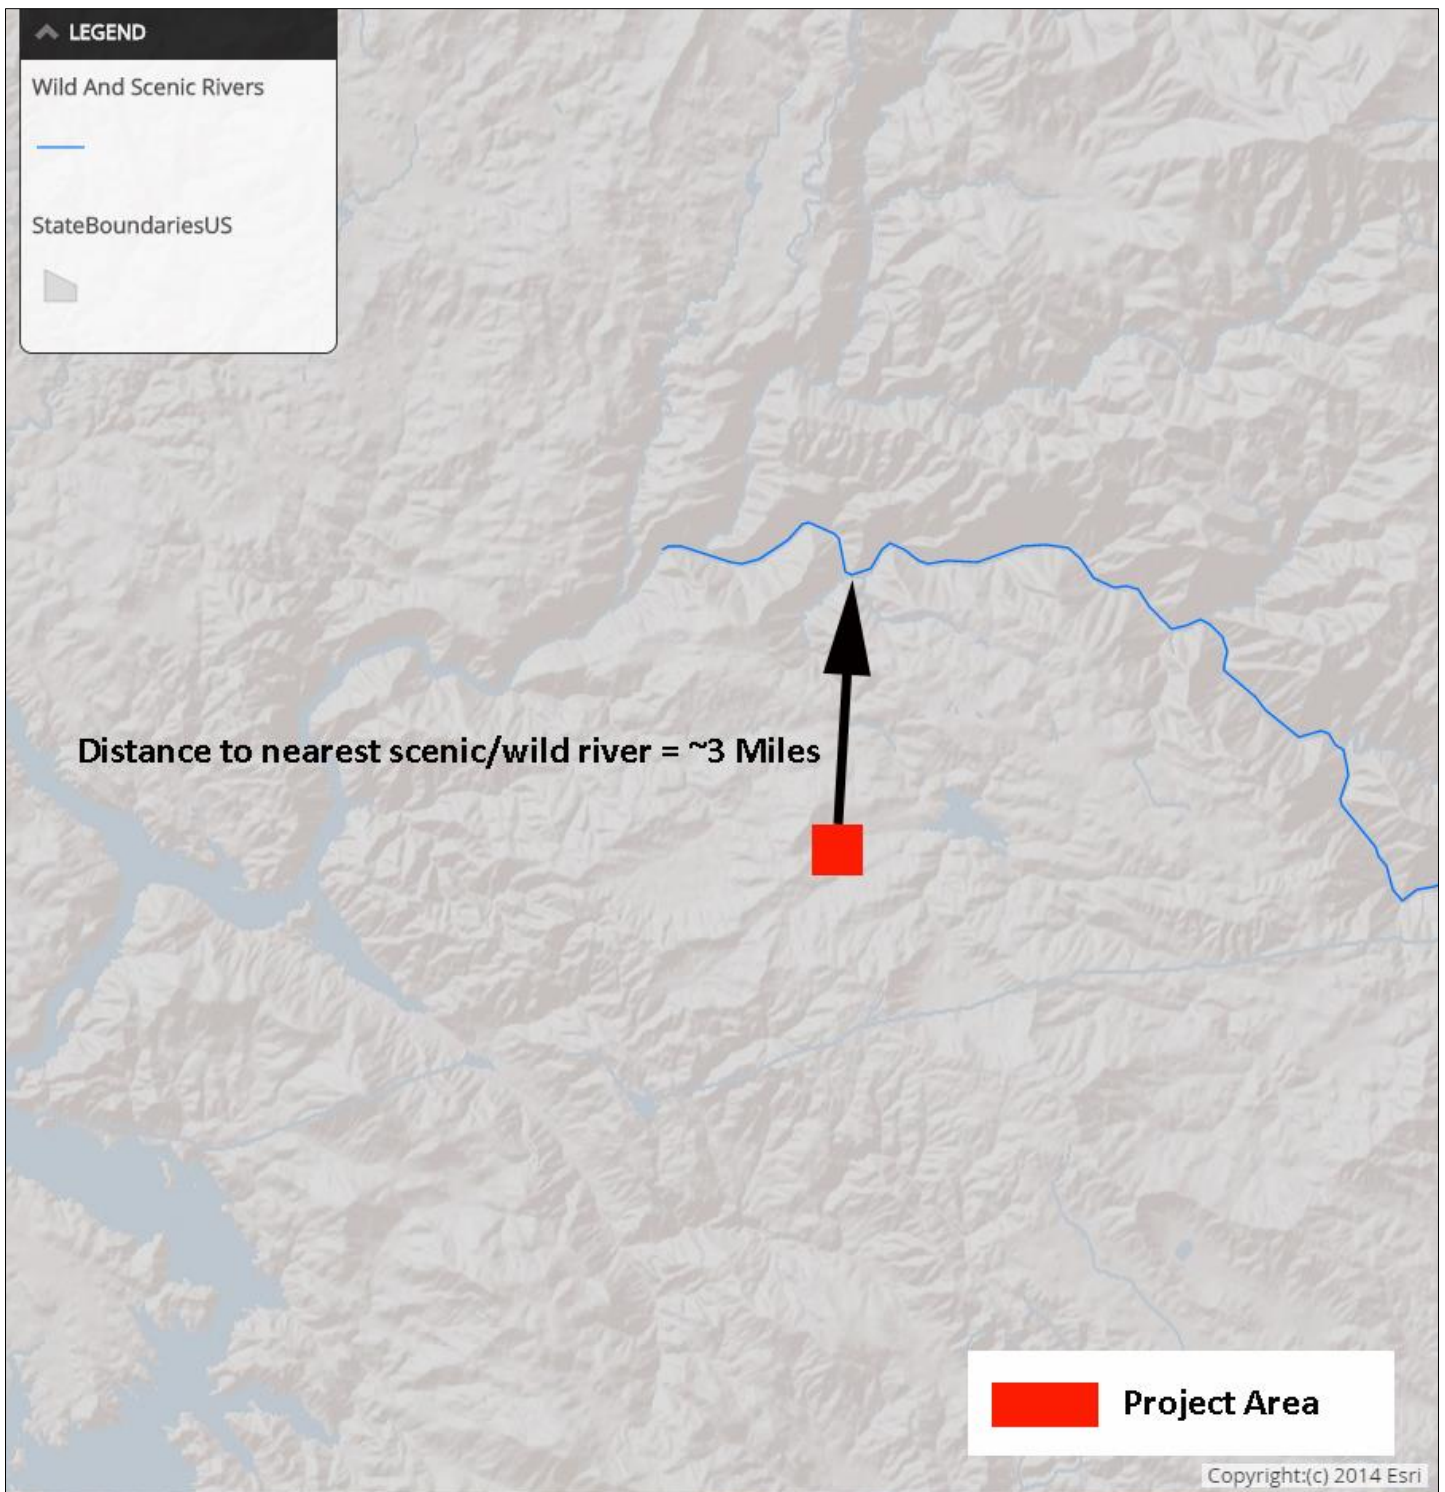 LEGEND
Wild And Scenic Rivers
StateBoundariesUS
Distance to nearest scenic/wild river = ~3 Miles
Project Area
Copyright:(c) 2014 Esri